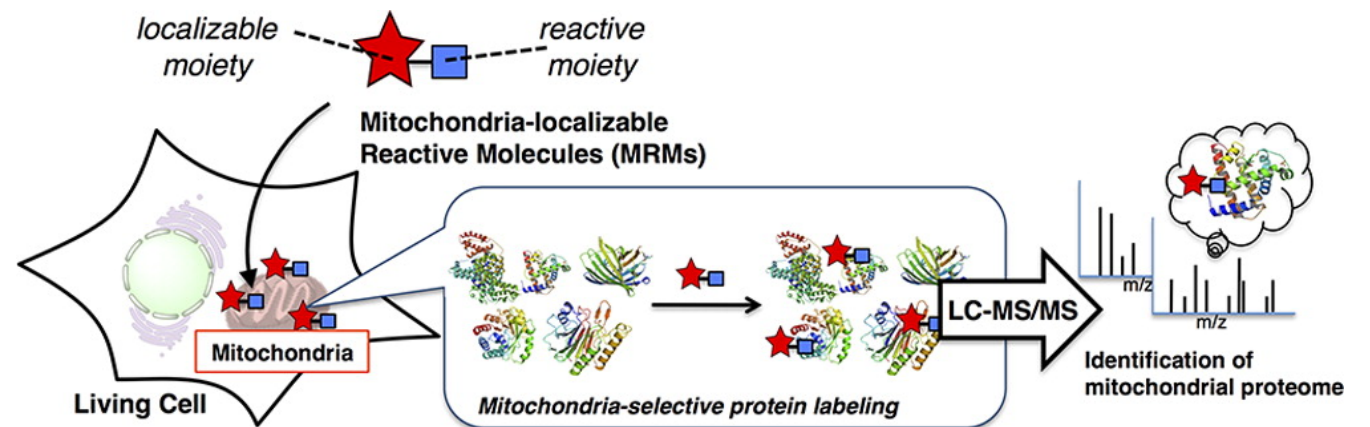 localizable
moiety
reactive
moiety
Mitochondria-localizable
Reactive Molecules (MRMs)
Mitochondria
Living Cell
Mitochondria-selective protein labeling
LC-MS/MS
m/z
m/z
Identification of
mitochondrial proteome